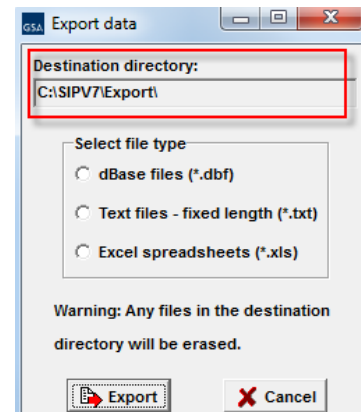 GSA Export data
Destination directory:
C:\SIPV7\Export\
Select file type
dBase files (*.dbf)
Text files - fixed length (*.txt)
Excel spreadsheets (*.xls)
Warning: Any files in the destination
directory will be erased.
Export
Cancel